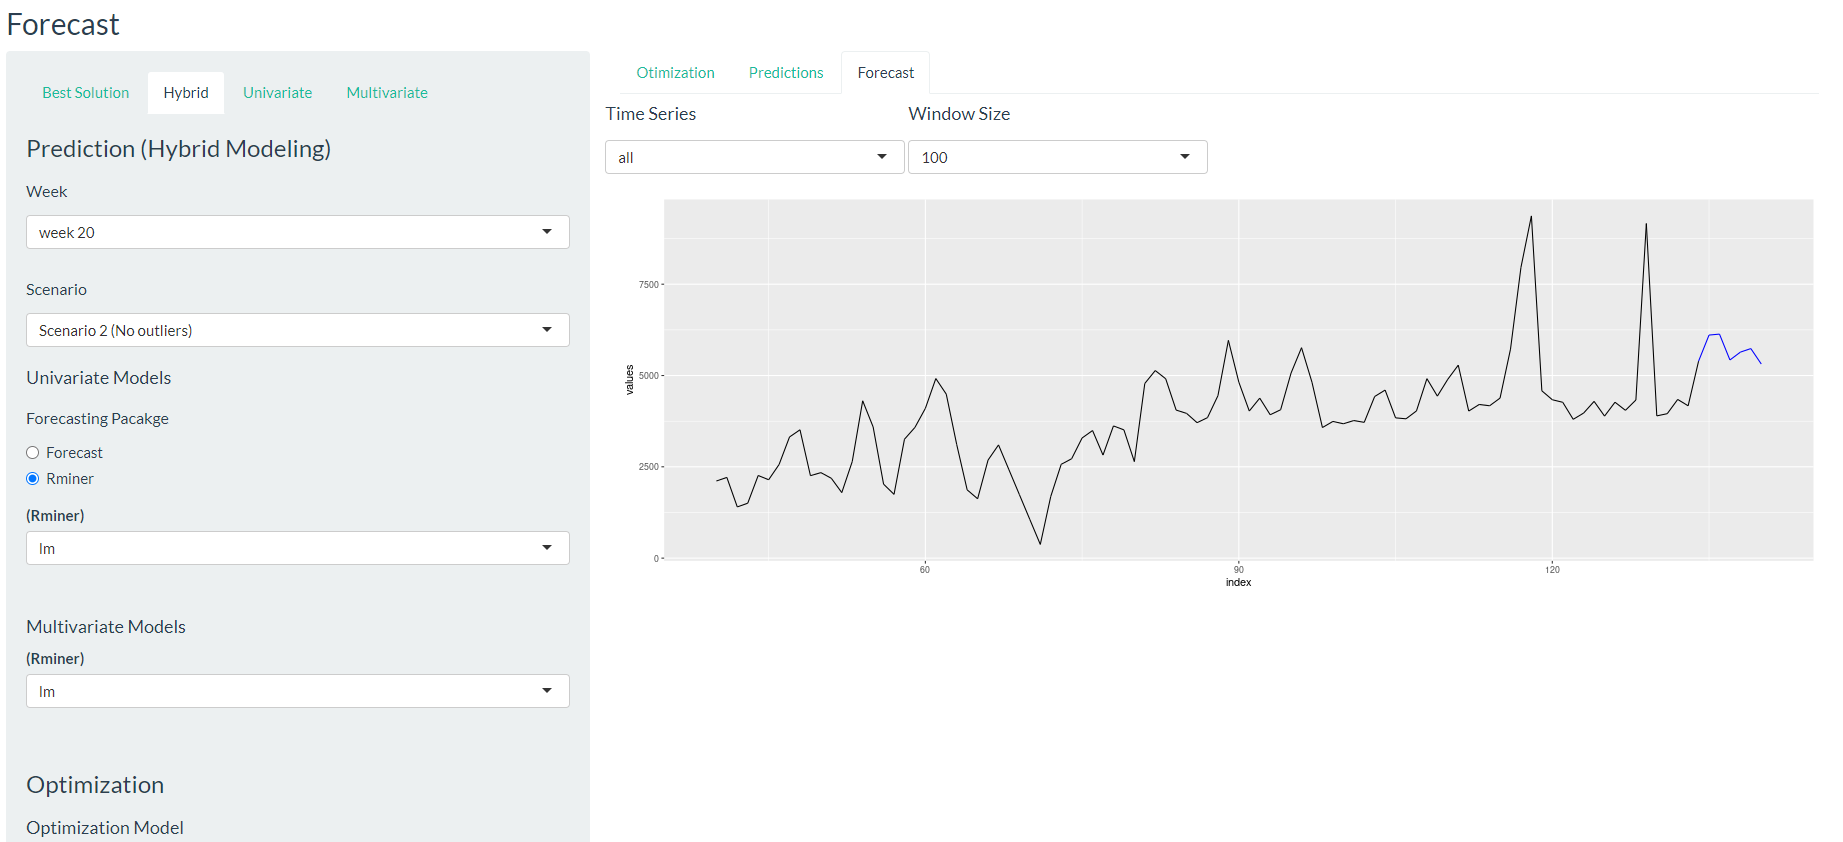 Forecast
Best Solution Hybrid Univariate Multivariate
Prediction (Hybrid Modeling)
Week
week 20
Scenario
Scenario 2 (No outliers)
Univariate Models
Forecasting Pacakge
Forecast
Rminer
(Rminer)
lm
Multivariate Models
(Rminer)
lm
Optimization
Optimization Model
Otimization Predictions Forecast
Time Series Window Size
all 100
values
7500
5000
2500
0
60 90 120
index